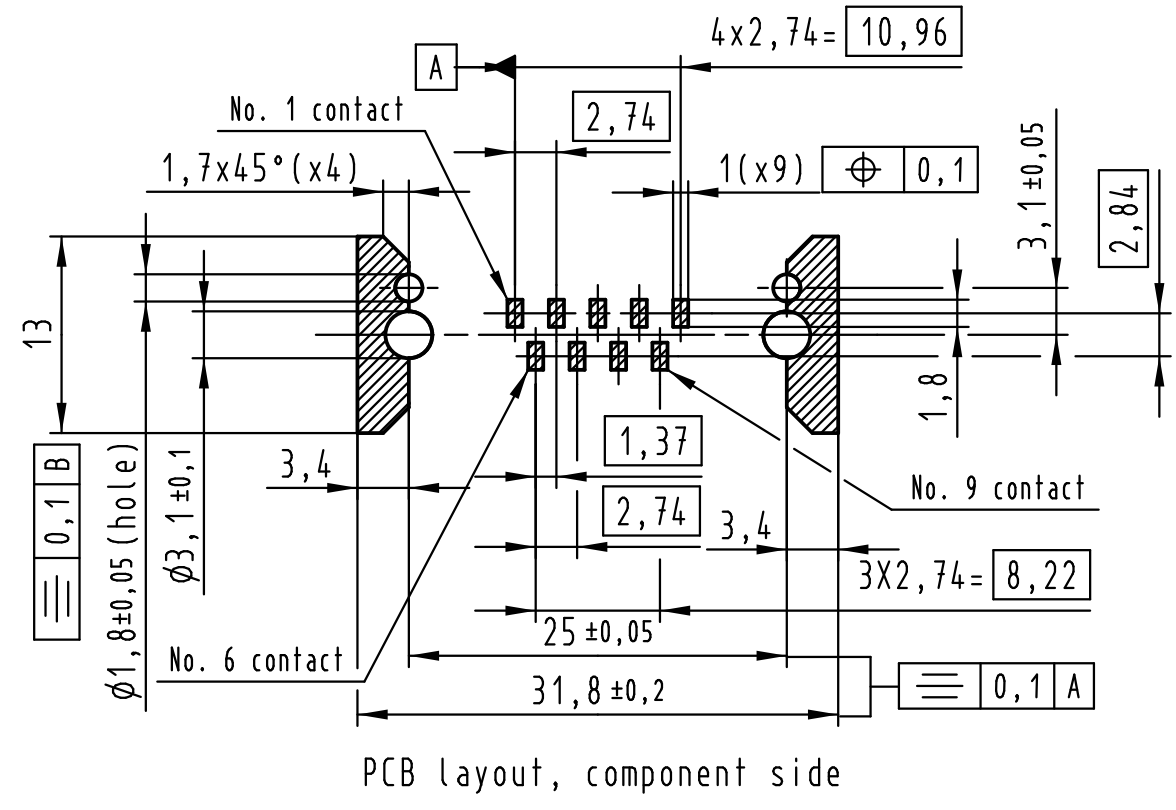 4x2,74= 10,96
A
No. 1 contact
2,74
1,7x45°(x4)
1(x9) ⌖ 0,1
3,1±0,05
2,84
13
1,8
⌯ 0,1 B
Ø1,8±0,05(hole)
Ø3,1±0,1
3,4
1,37
No. 9 contact
2,74
3,4
3X2,74= 8,22
25±0,05
No. 6 contact
31,8±0,2
⌯ 0,1 A
PCB layout, component side